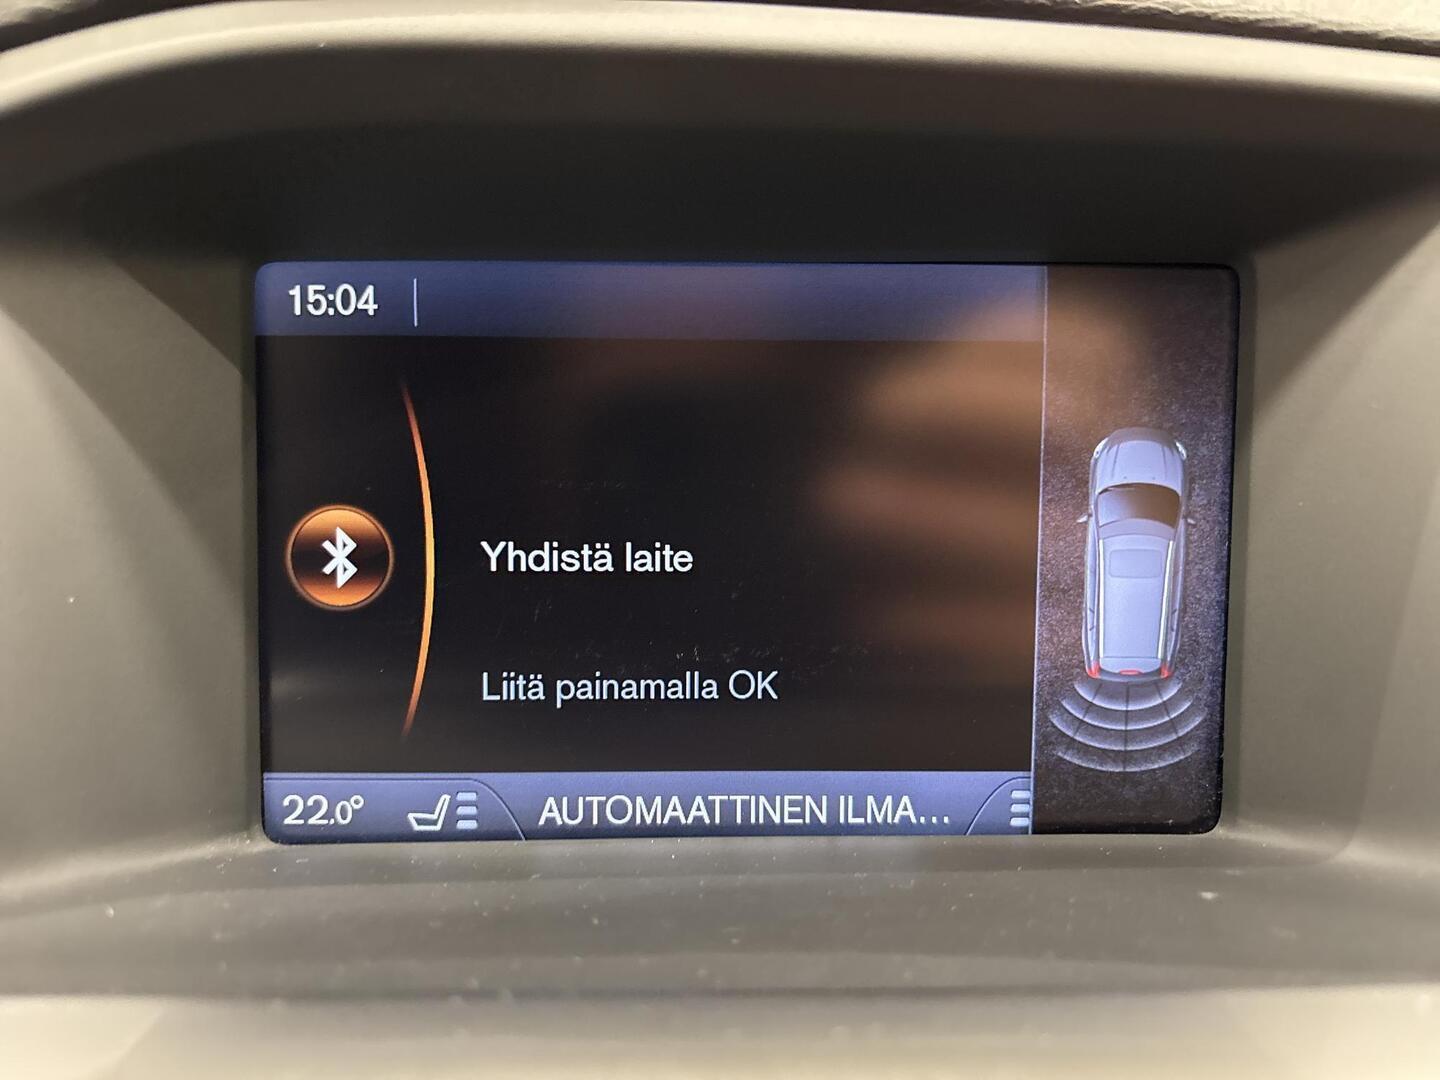 15:04
Yhdistä laite
Liitä painamalla OK
22.0° AUTOMAATTINEN ILMA...